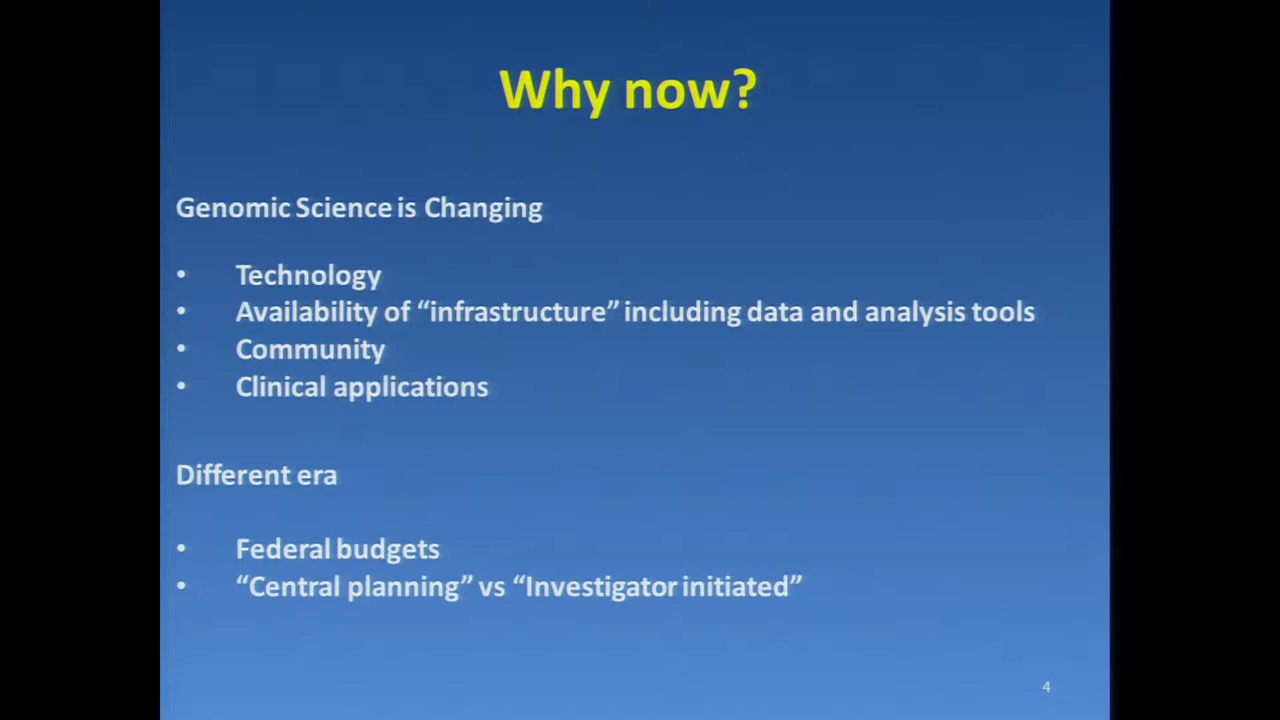 Why now?
Genomic Science is Changing
• Technology
• Availability of “infrastructure” including data and analysis tools
• Community
• Clinical applications
Different era
• Federal budgets
• “Central planning” vs “Investigator initiated”
4